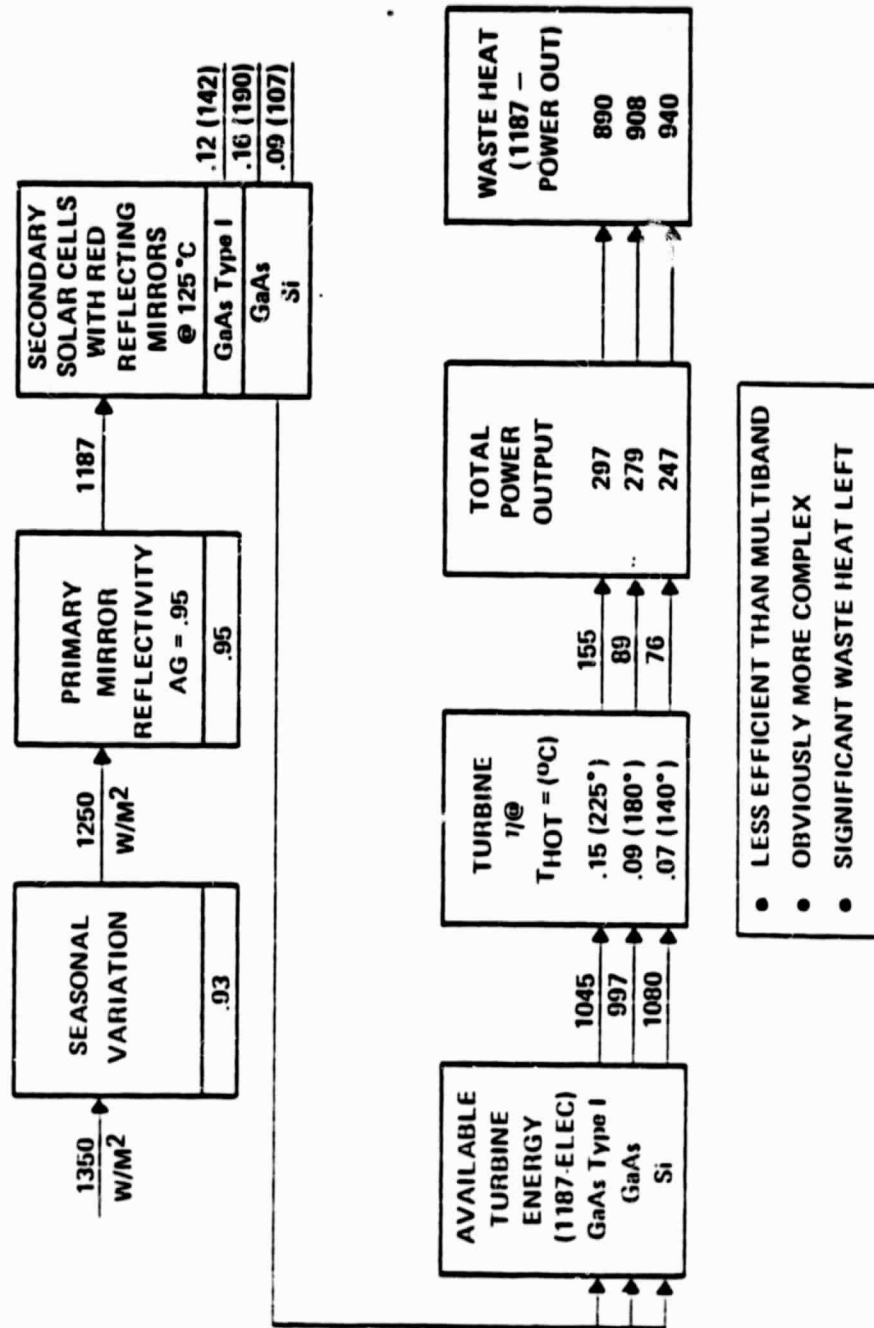 1350
W/M²
SEASONAL
VARIATION
.93
1250
W/M²
PRIMARY
MIRROR
REFLECTIVITY
AG = .95
.95
1187
SECONDARY
SOLAR CELLS
WITH RED
REFLECTING
MIRRORS
@ 125°C
GaAs Type I
GaAs
Si
.12 (142)
.16 (190)
.09 (107)
AVAILABLE
TURBINE
ENERGY
(1187-ELEC)
GaAs Type I
GaAs
Si
1045
997
1080
TURBINE
η@
THOT = (ºC)
.15 (225°)
.09 (180°)
.07 (140°)
155
89
76
TOTAL
POWER
OUTPUT
297
279
247
WASTE HEAT
(1187 –
POWER OUT)
890
908
940
• LESS EFFICIENT THAN MULTIBAND
• OBVIOUSLY MORE COMPLEX
• SIGNIFICANT WASTE HEAT LEFT